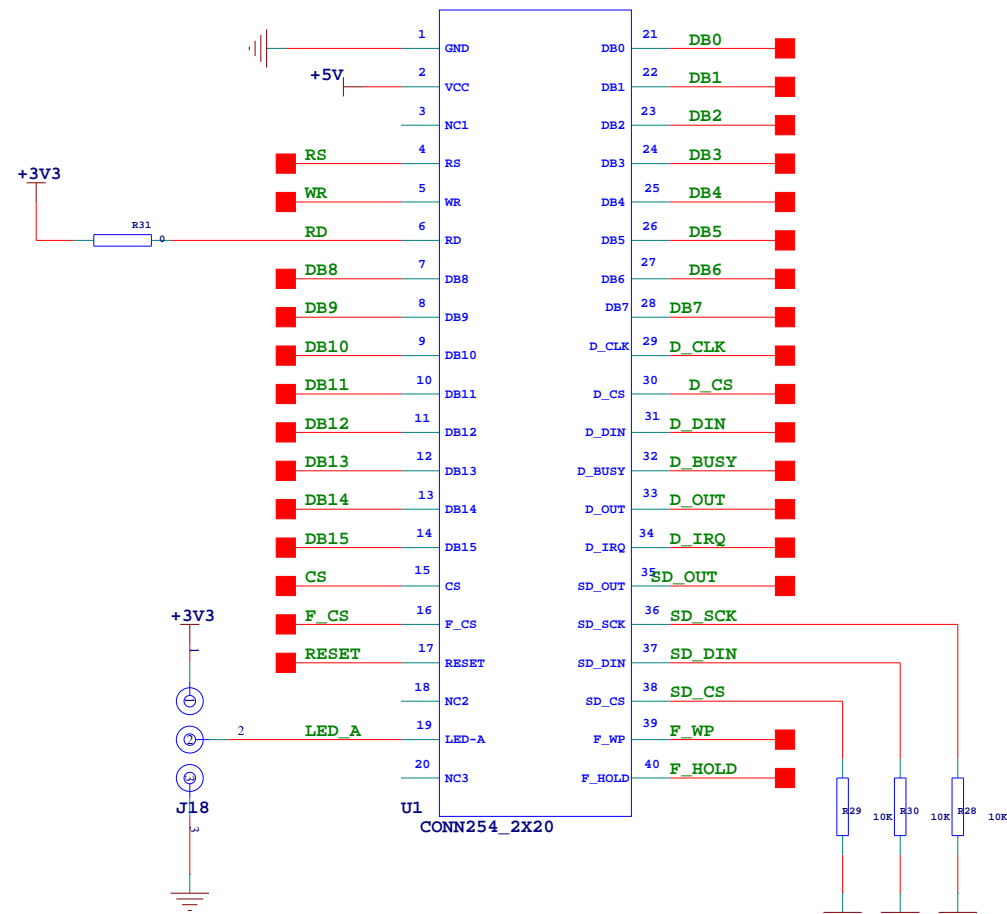 1 GND DB0 21 DB0
+5V 2 VCC DB1 22 DB1
3 NC1 DB2 23 DB2
RS 4 RS DB3 24 DB3
+3V3
WR 5 WR DB4 25 DB4
R31 0 RD 6 RD DB5 26 DB5
DB8 7 DB8 DB6 27 DB6
DB9 8 DB9 DB7 28 DB7
DB10 9 DB10 D_CLK 29 D_CLK
DB11 10 DB11 D_CS 30 D_CS
DB12 11 DB12 D_DIN 31 D_DIN
DB13 12 DB13 D_BUSY 32 D_BUSY
DB14 13 DB14 D_OUT 33 D_OUT
DB15 14 DB15 D_IRQ 34 D_IRQ
CS 15 CS SD_OUT 35 SD_OUT
+3V3 F_CS 16 F_CS SD_SCK 36 SD_SCK
1 RESET 17 RESET SD_DIN 37 SD_DIN
1 18 NC2 SD_CS 38 SD_CS
2 2 LED_A 19 LED-A F_WP 39 F_WP
3 20 NC3 F_HOLD 40 F_HOLD
J18 U1 R29 10K R30 10K R28 10K
3 CONN254_2X20